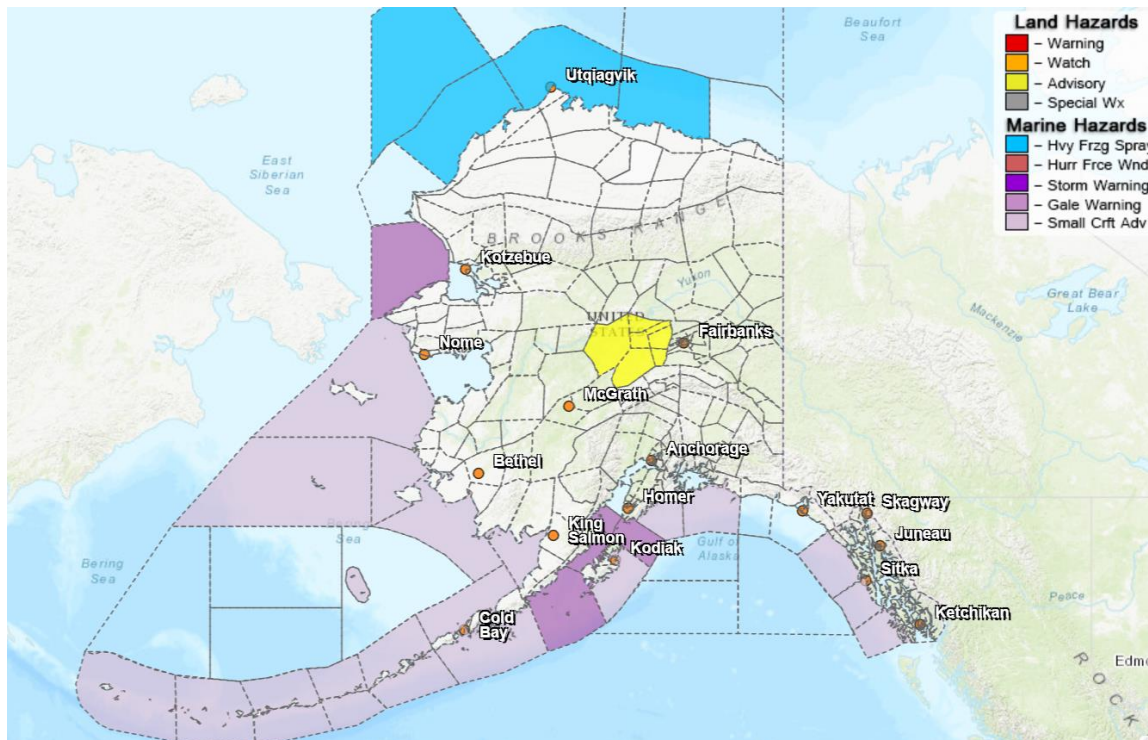 Beaufort
Sea
Land Hazards
– Warning
– Watch
– Advisory
– Special Wx
Marine Hazards
– Hvy Frzg Spray
– Hurr Frce Wnd
– Storm Warning
– Gale Warning
– Small Crft Adv
Utqiagvik
East
Siberian
Sea
BROOKS RANGE
Kotzebue
Yukon
Great Bear
Lake
Mackenzie
UNITED
STATES
Fairbanks
Nome
McGrath
Anchorage
Bethel
Homer
Yakutat
Skagway
King
Salmon
Kodiak
Gulf of
Alaska
Juneau
Sitka
Bering
Sea
Bering
Sea
Peace
Ketchikan
Cold
Bay
Edmo
ROCK